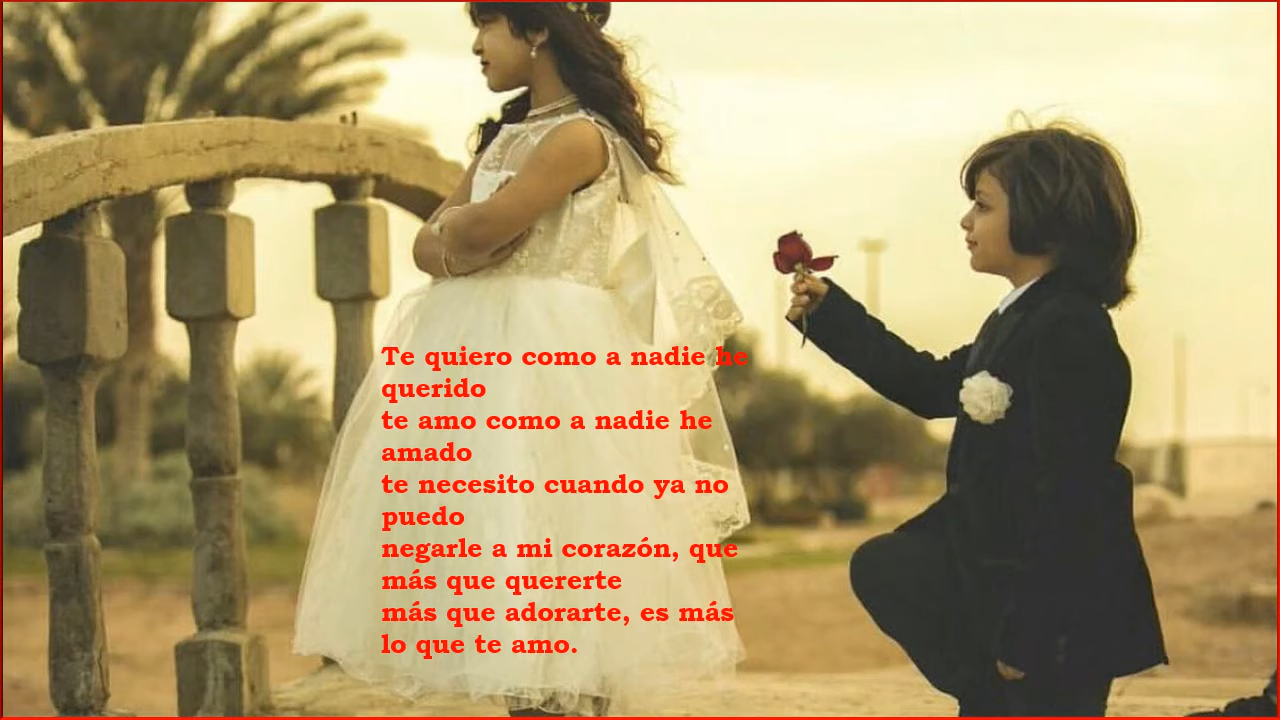 Te quiero como a nadie he
querido
te amo como a nadie he
amado
te necesito cuando ya no
puedo
negarle a mi corazón, que
más que quererte
más que adorarte, es más
lo que te amo.